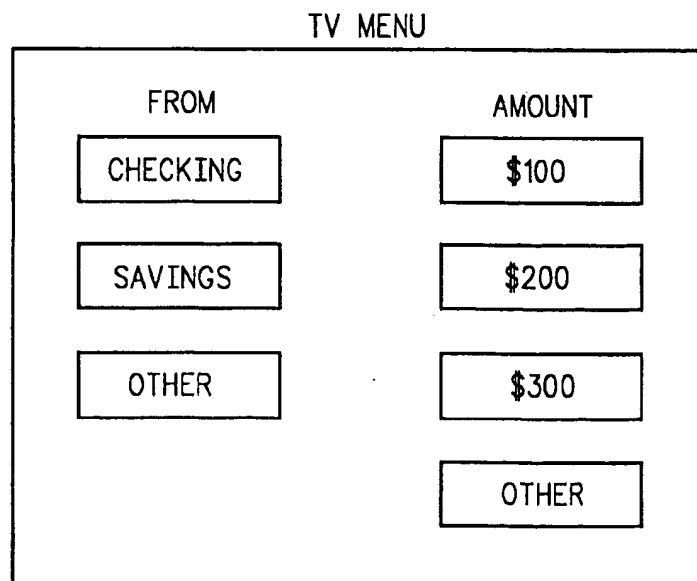 TV MENU
FROM
CHECKING
SAVINGS
OTHER
AMOUNT
$100
$200
$300
OTHER